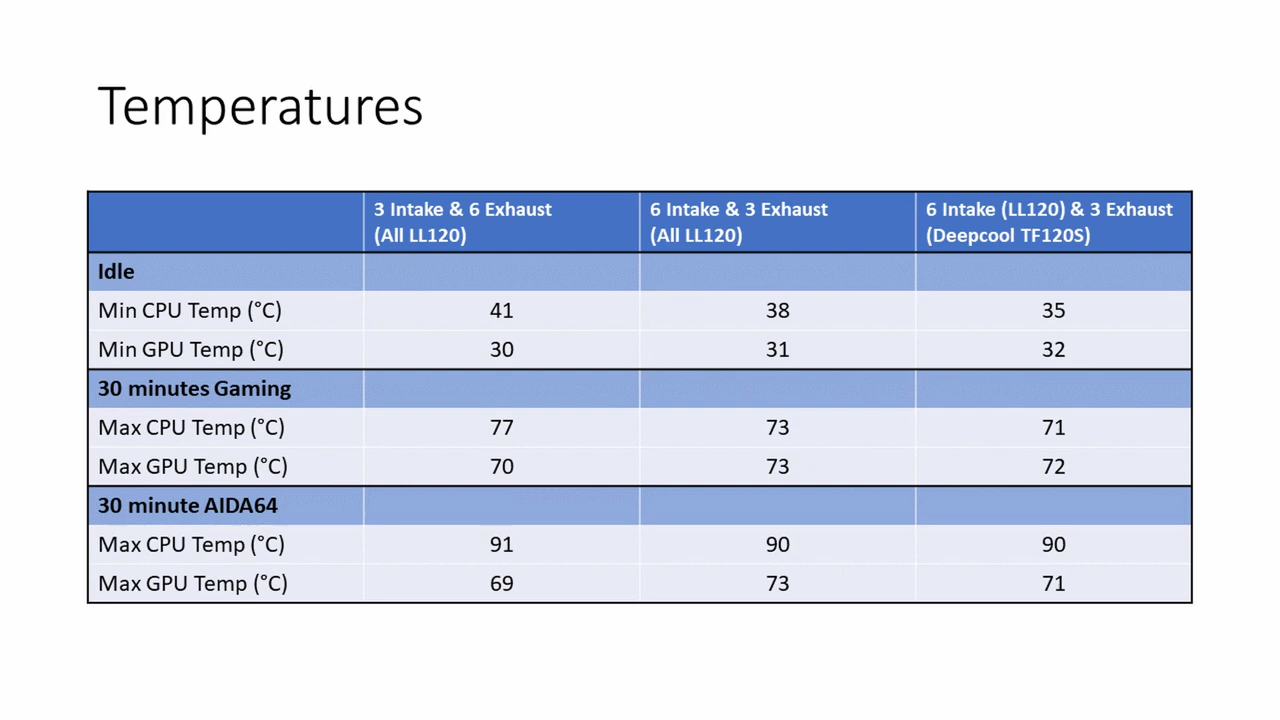 Temperatures
3 Intake & 6 Exhaust
(All LL120)
6 Intake & 3 Exhaust
(All LL120)
6 Intake (LL120) & 3 Exhaust
(Deepcool TF120S)
Idle
Min CPU Temp (°C) 41 38 35
Min GPU Temp (°C) 30 31 32
30 minutes Gaming
Max CPU Temp (°C) 77 73 71
Max GPU Temp (°C) 70 73 72
30 minute AIDA64
Max CPU Temp (°C) 91 90 90
Max GPU Temp (°C) 69 73 71